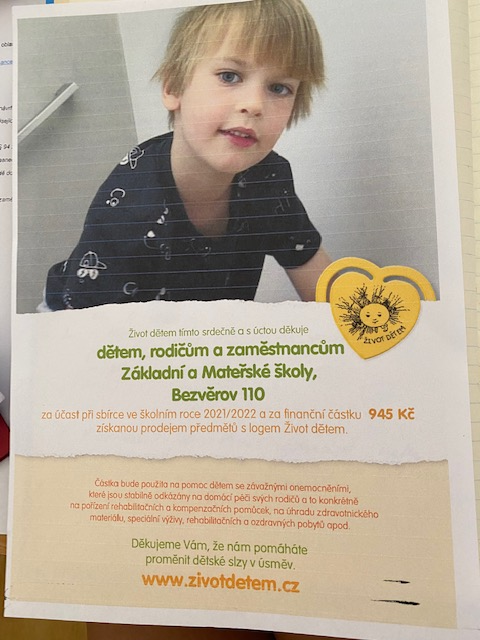 ŽIVOT DĚTEM
Život dětem tímto srdečně a s úctou děkuje
dětem, rodičům a zaměstnancům
Základní a Mateřské školy,
Bezvěrov 110
za účast při sbírce ve školním roce 2021/2022 a za finanční částku 945 Kč
získanou prodejem předmětů s logem Život dětem.
Částka bude použita na pomoc dětem se závažnými onemocněními,
které jsou stabilně odkázány na domácí péči svých rodičů a to konkrétně
na pořízení rehabilitačních a kompenzačních pomůcek, na úhradu zdravotnického
materiálu, speciální výživy, rehabilitačních a ozdravných pobytů apod.
Děkujeme Vám, že nám pomáháte
proměnit dětské slzy v úsměv.
www.zivotdetem.cz